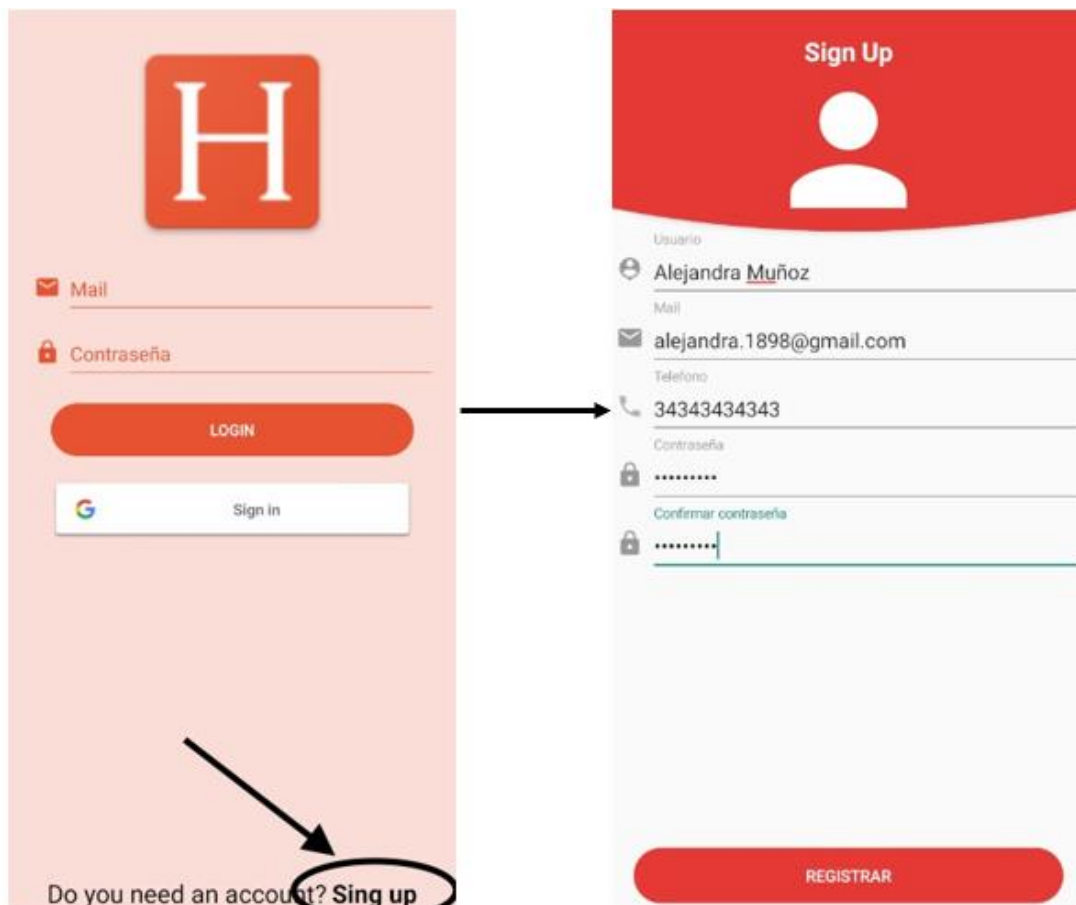 H
Mail
Contraseña
LOGIN
Sign in
Do you need an account? Sing up
Sign Up
Usuario
Alejandra Muñoz
Mail
alejandra.1898@gmail.com
Telefono
34343434343
Contraseña
•••••••••
Confirmar contraseña
•••••••••
REGISTRAR